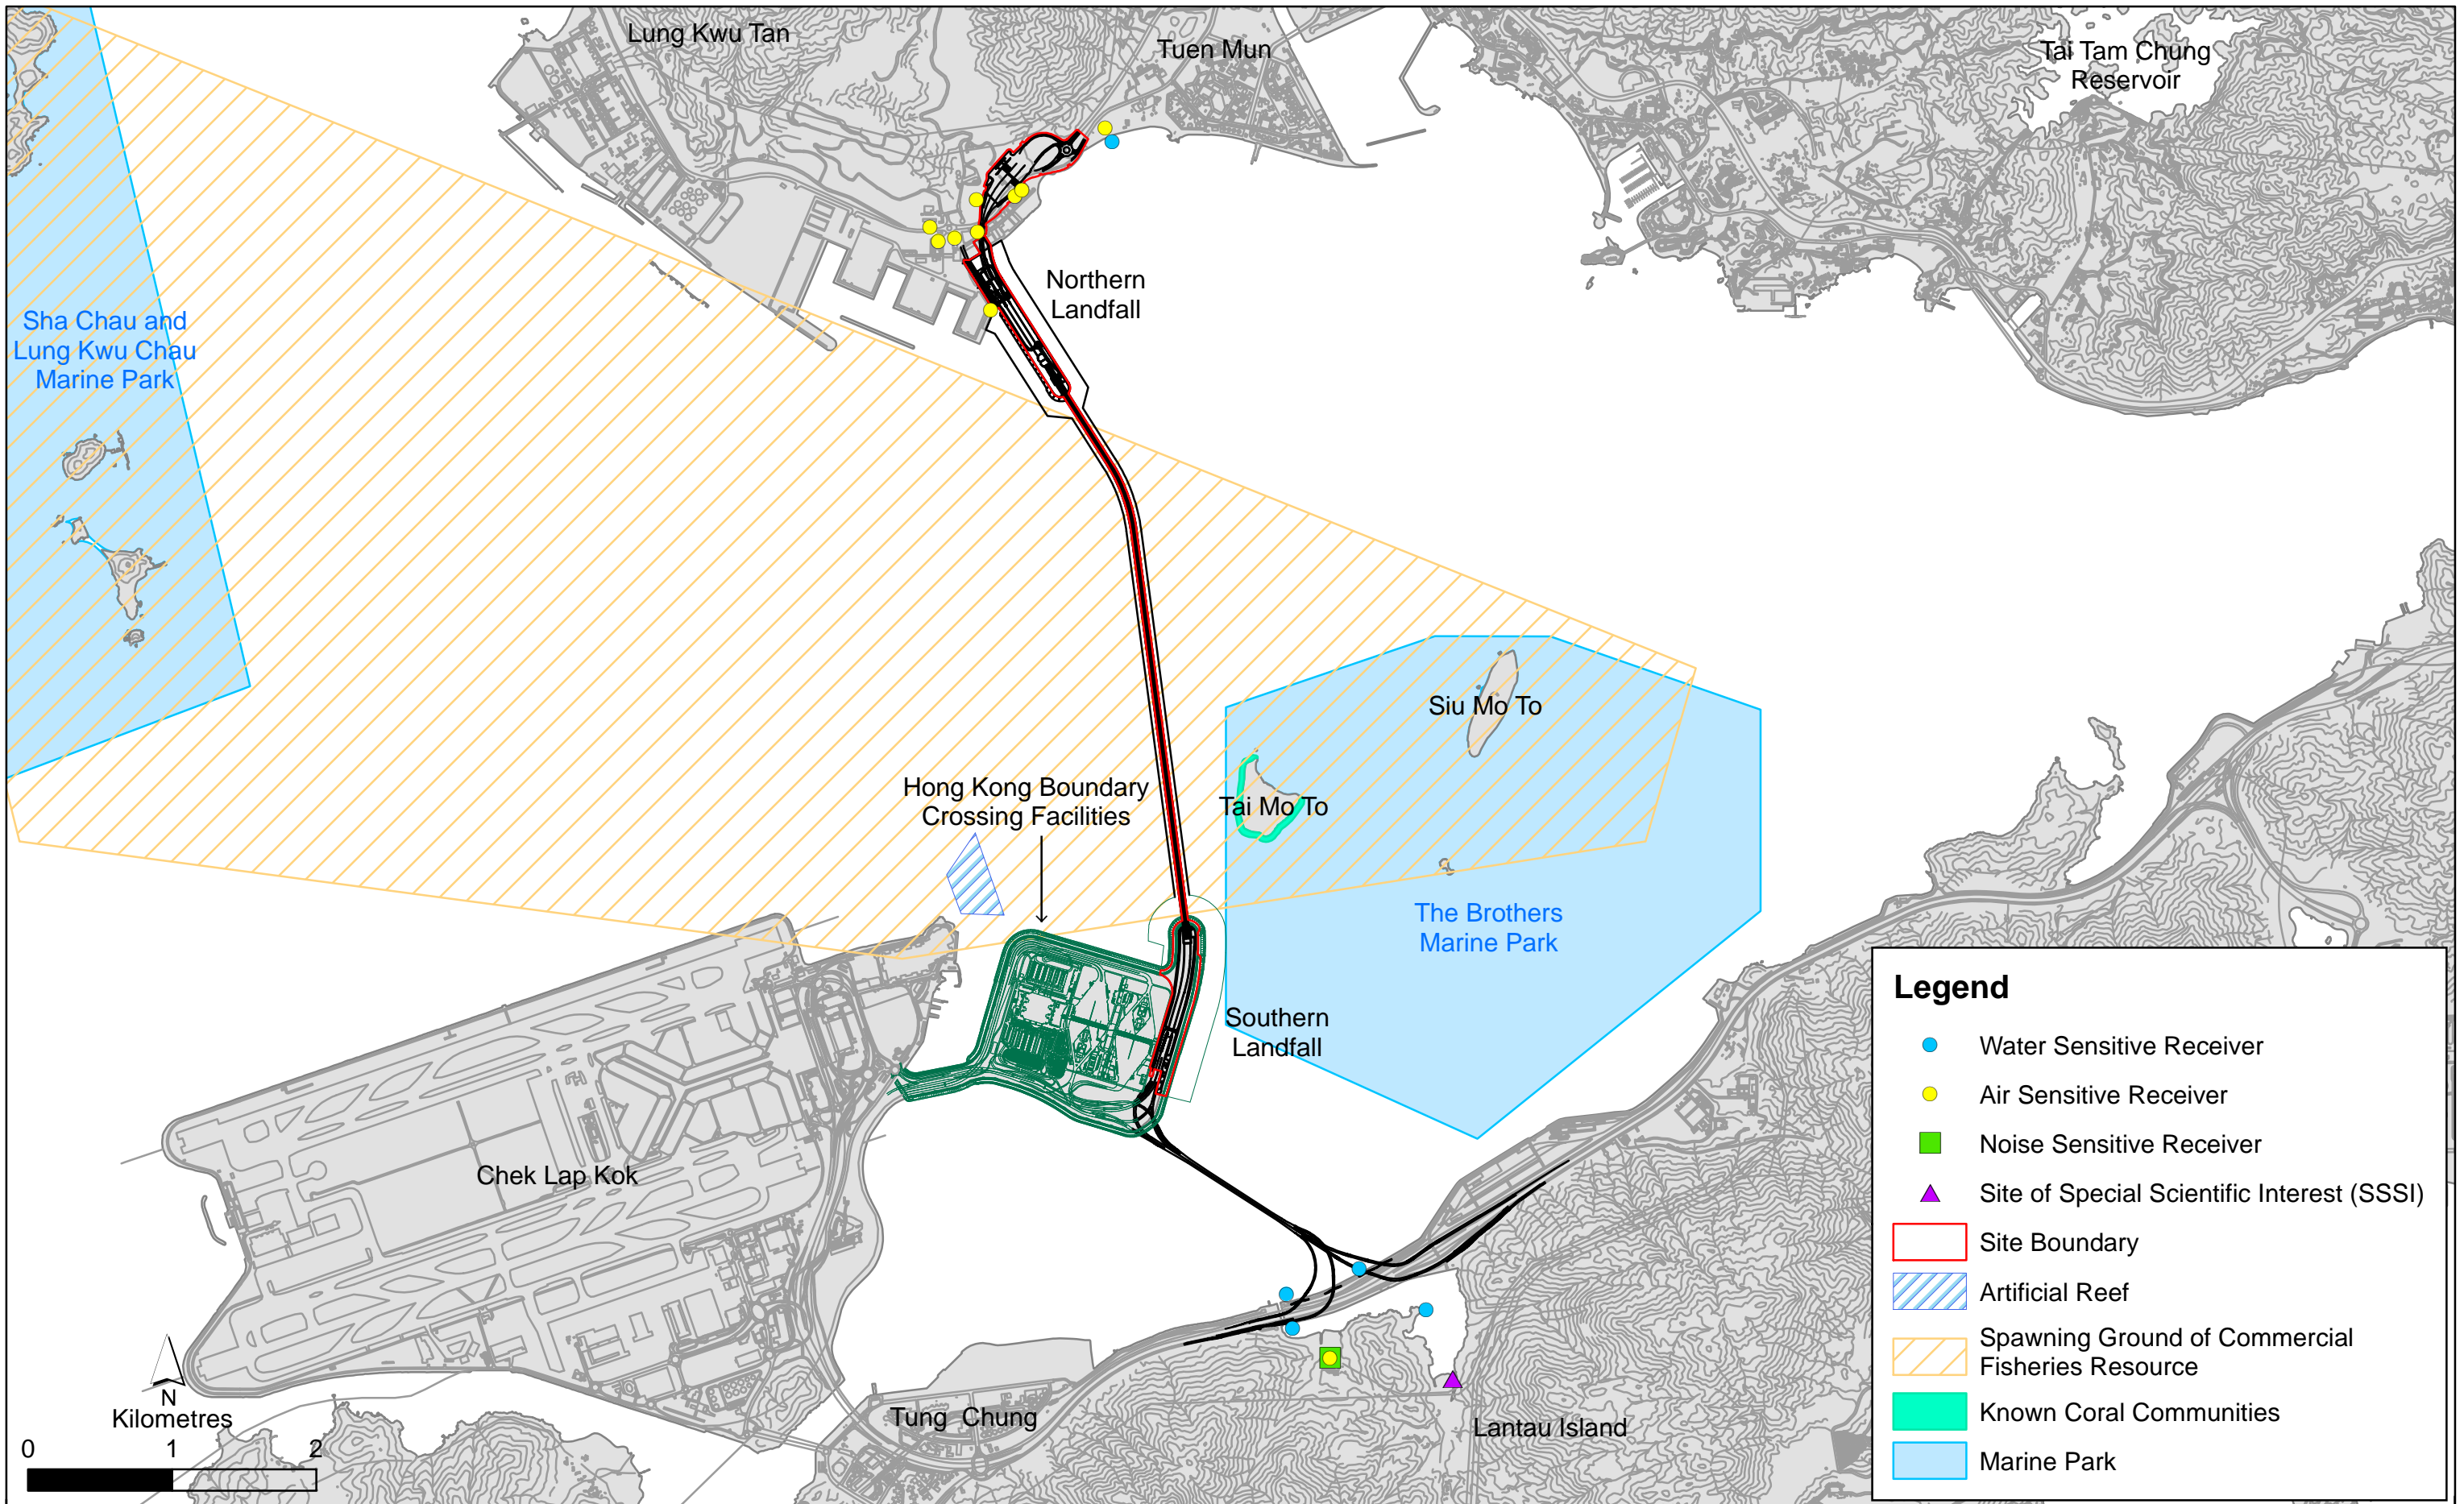 Lung Kwu Tan
Tuen Mun
Tai Tam Chung
Reservoir
Northern
Landfall
Sha Chau and
Lung Kwu Chau
Marine Park
Siu Mo To
Hong Kong Boundary
Crossing Facilities
Tai Mo To
The Brothers
Marine Park
Southern
Landfall
Chek Lap Kok
Tung Chung
Lantau Island
N
Kilometres
0 1 2
Legend
Water Sensitive Receiver
Air Sensitive Receiver
Noise Sensitive Receiver
Site of Special Scientific Interest (SSSI)
Site Boundary
Artificial Reef
Spawning Ground of Commercial
Fisheries Resource
Known Coral Communities
Marine Park